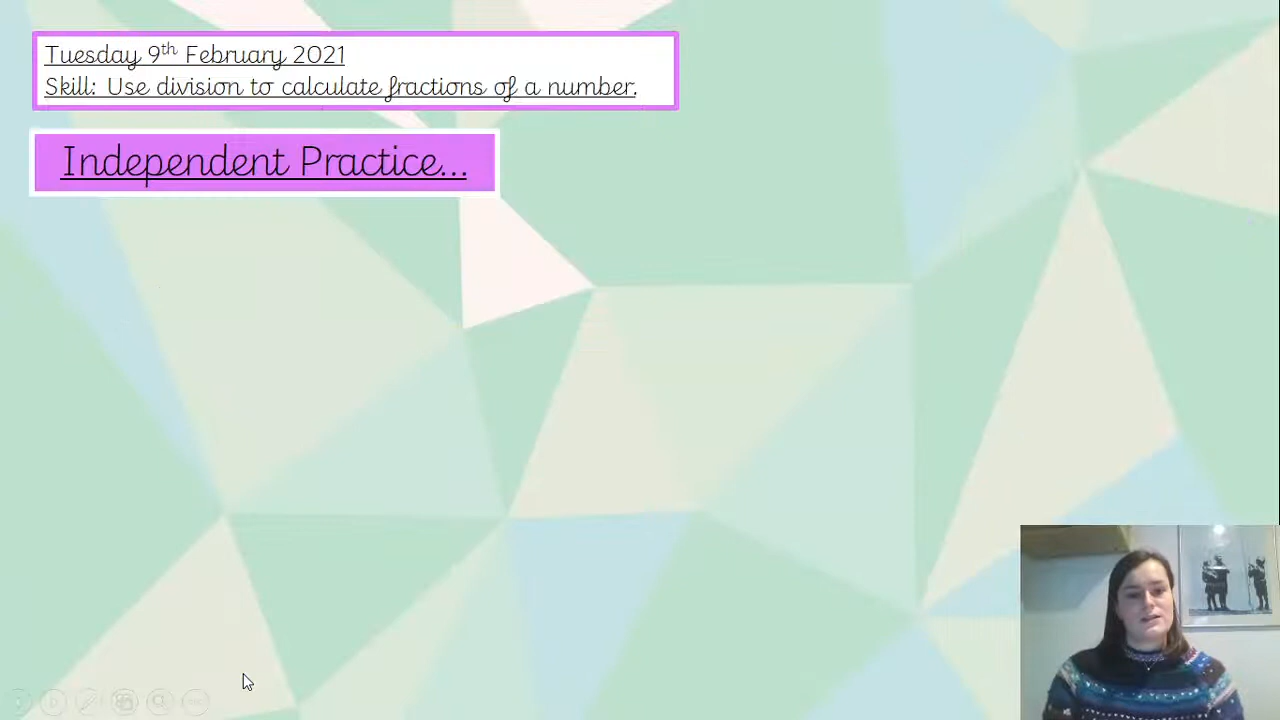 Tuesday 9th February 2021
Skill: Use division to calculate fractions of a number.
Independent Practice...